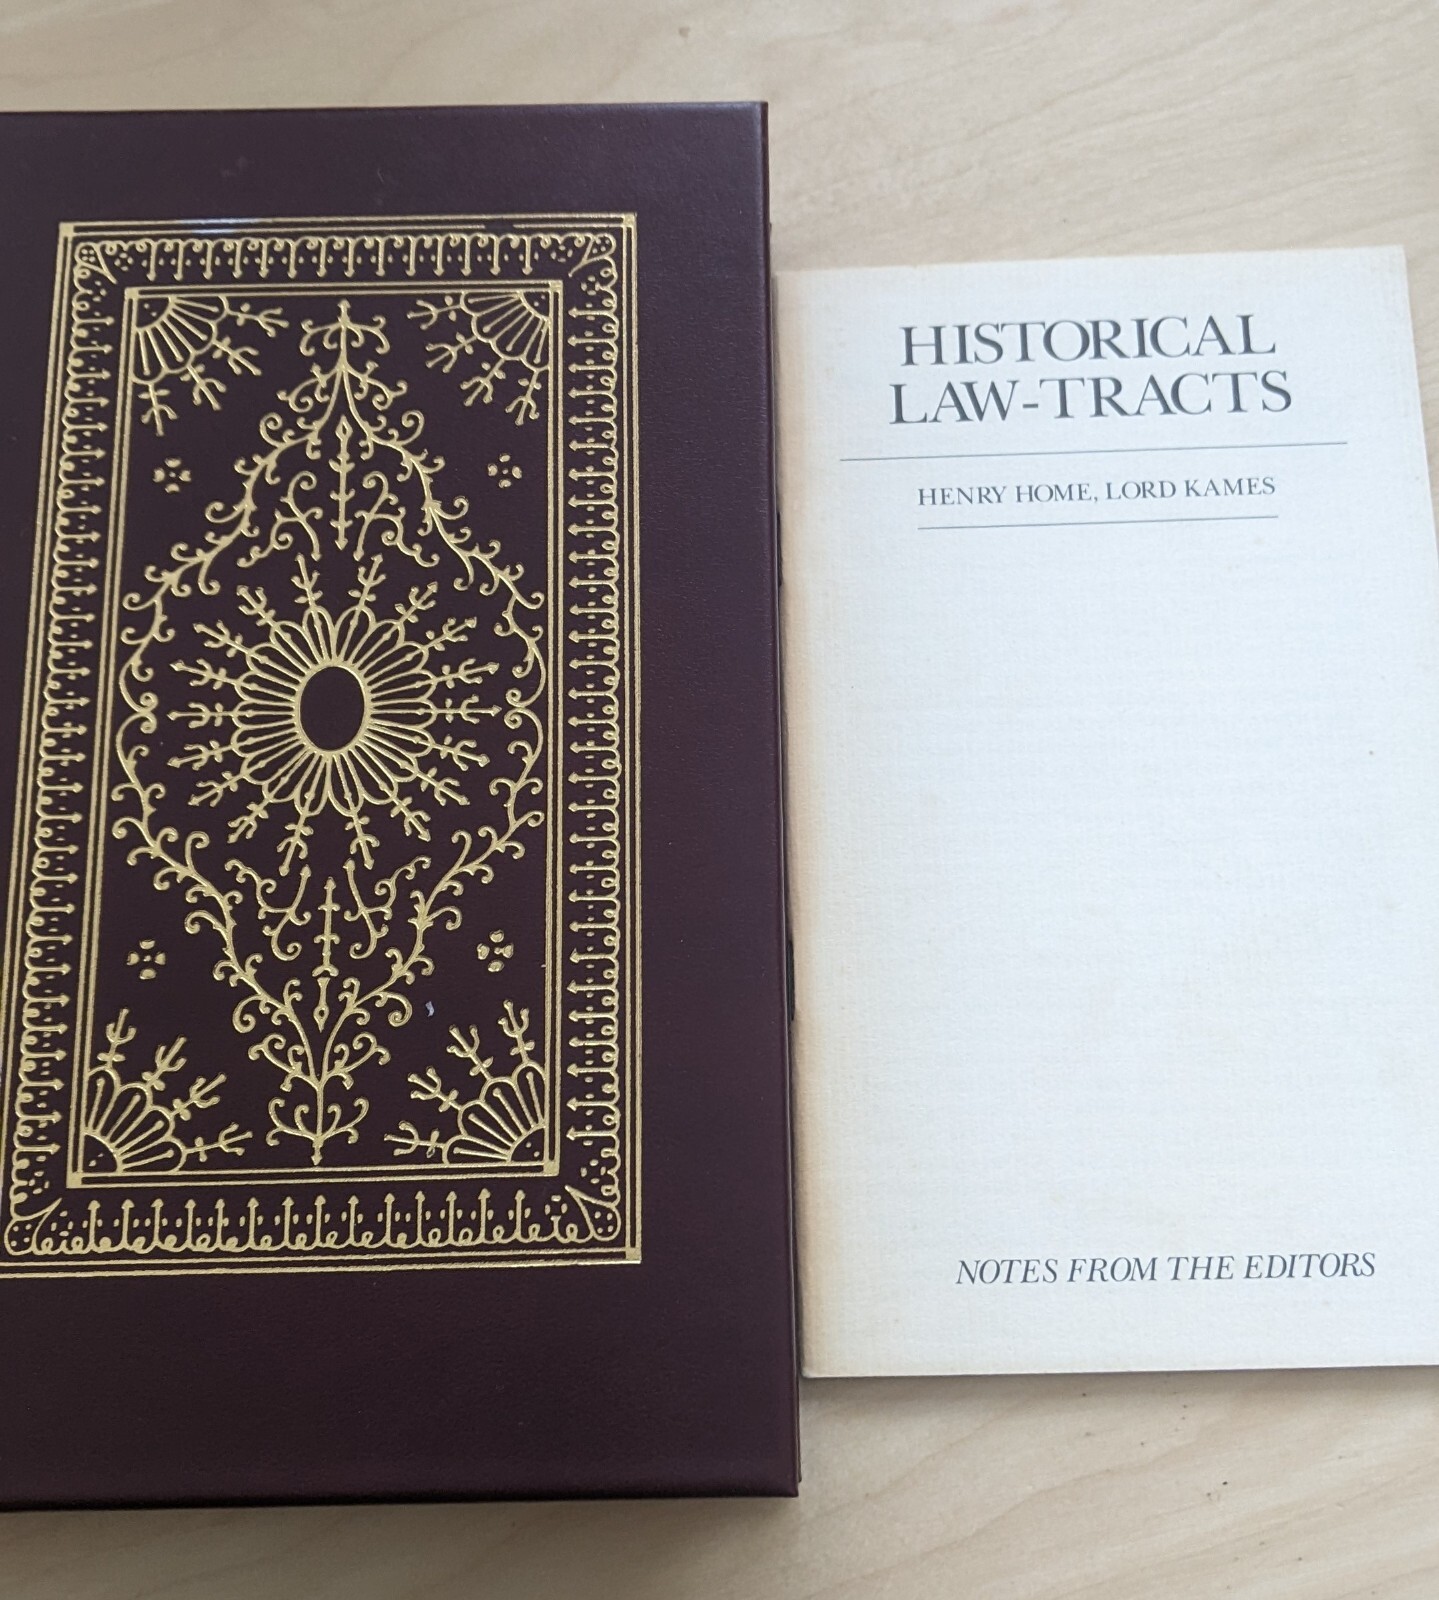 HISTORICAL
LAW-TRACTS
HENRY HOME, LORD KAMES
NOTES FROM THE EDITORS